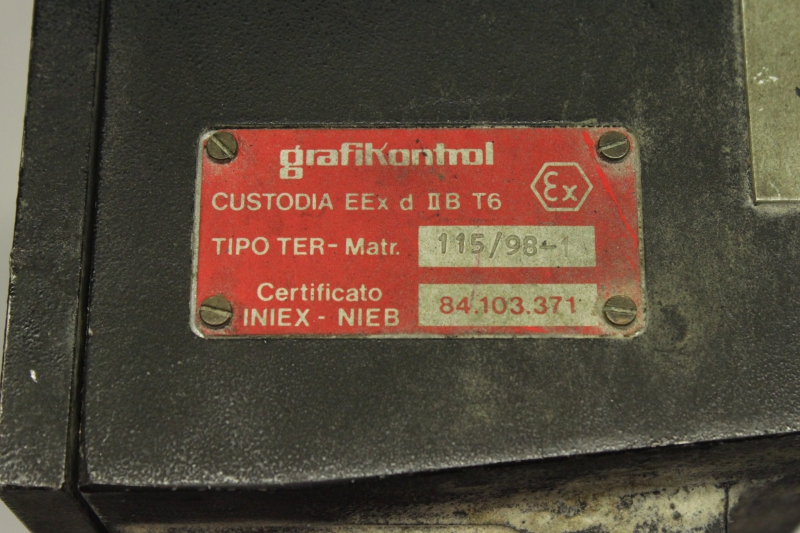 grafikontrol
CUSTODIA EEx d IIB T6
Ex
TIPO TER - Matr. 115/98-1
Certificato
INIEX - NIEB 84.103.371